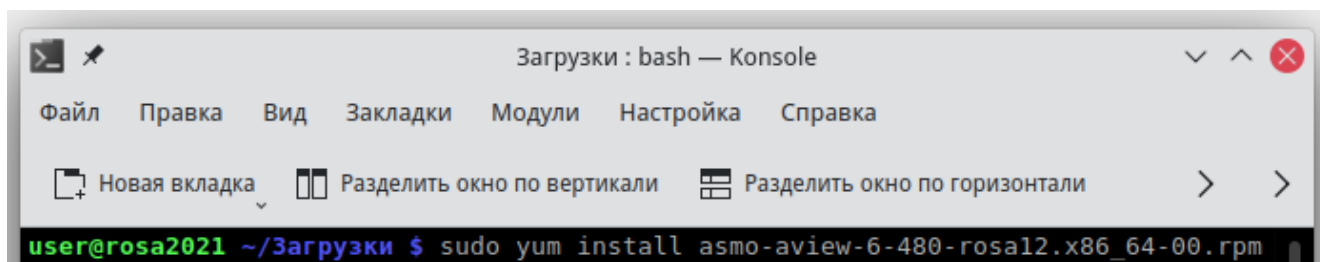 Загрузки : bash — Konsole
Файл Правка Вид Закладки Модули Настройка Справка
Новая вкладка Разделить окно по вертикали Разделить окно по горизонтали
user@rosa2021 ~/Загрузки $ sudo yum install asmo-aview-6-480-rosa12.x86_64-00.rpm